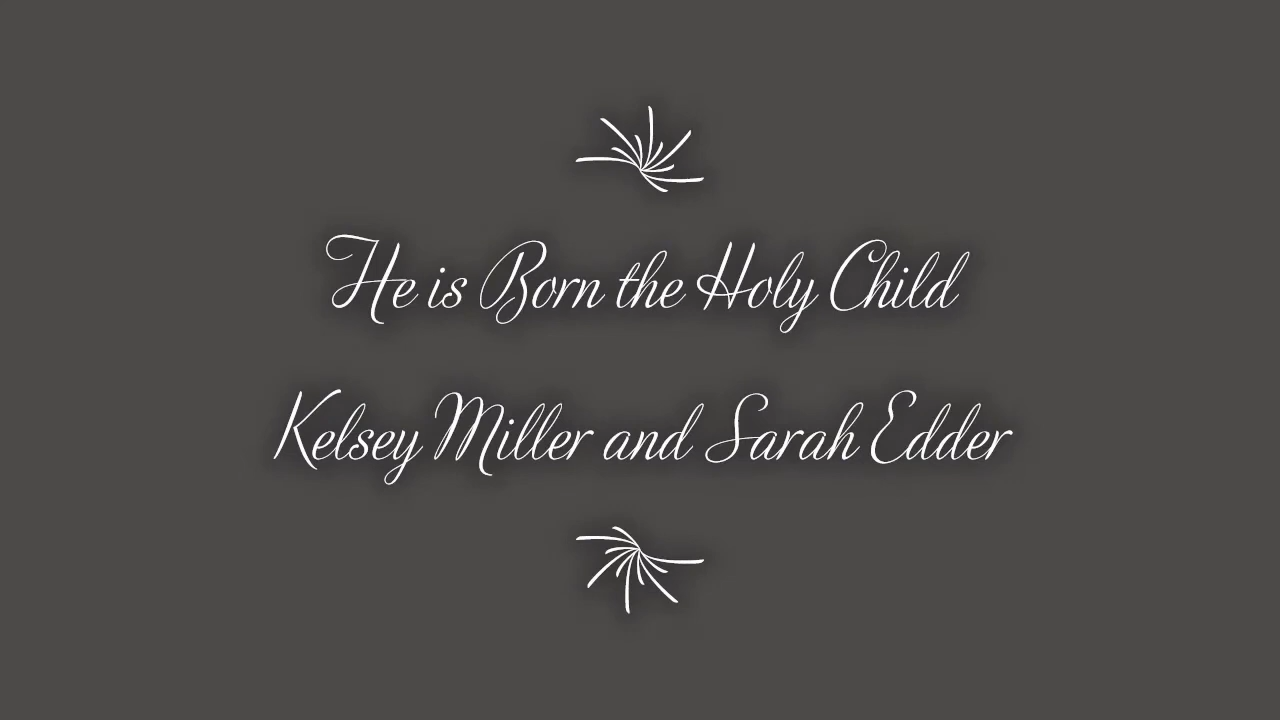 He is Born the Holy Child
Kelsey Miller and Sarah Edder